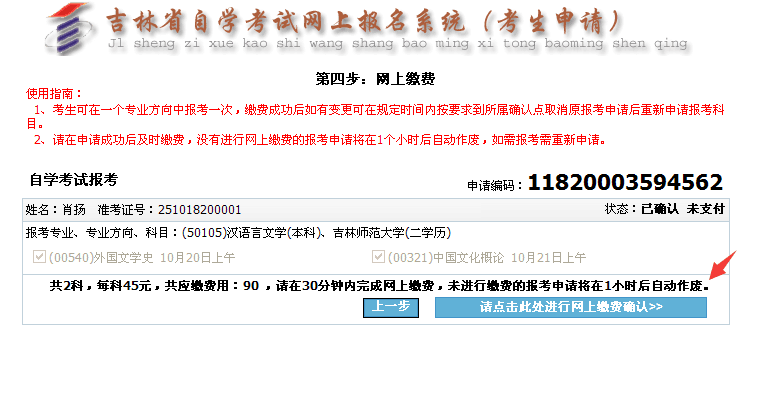 吉林省自学考试网上报名系统（考生申请）
Jl sheng zi xue kao shi wang shang bao ming xi tong baoming shen qing
第四步：网上缴费
使用指南：
1、考生可在一个专业方向中报考一次，缴费成功后如有变更可在规定时间内按要求到所属确认点取消原报考申请后重新申请报考科
目。
2、请在申请成功后及时缴费，没有进行网上缴费的报考申请将在1个小时后自动作废，如需报考需重新申请。
自学考试报考 申请编码：11820003594562
姓名：肖扬 准考证号：251018200001 状态：已确认 未支付
报考专业、专业方向、科目：(50105)汉语言文学(本科)、吉林师范大学(二学历)
(00540)外国文学史 10月20日上午 (00321)中国文化概论 10月21日上午
共2科，每科45元，共应缴费用：90 ，请在30分钟内完成网上缴费，未进行缴费的报考申请将在1小时后自动作废。
上一步 请点击此处进行网上缴费确认>>